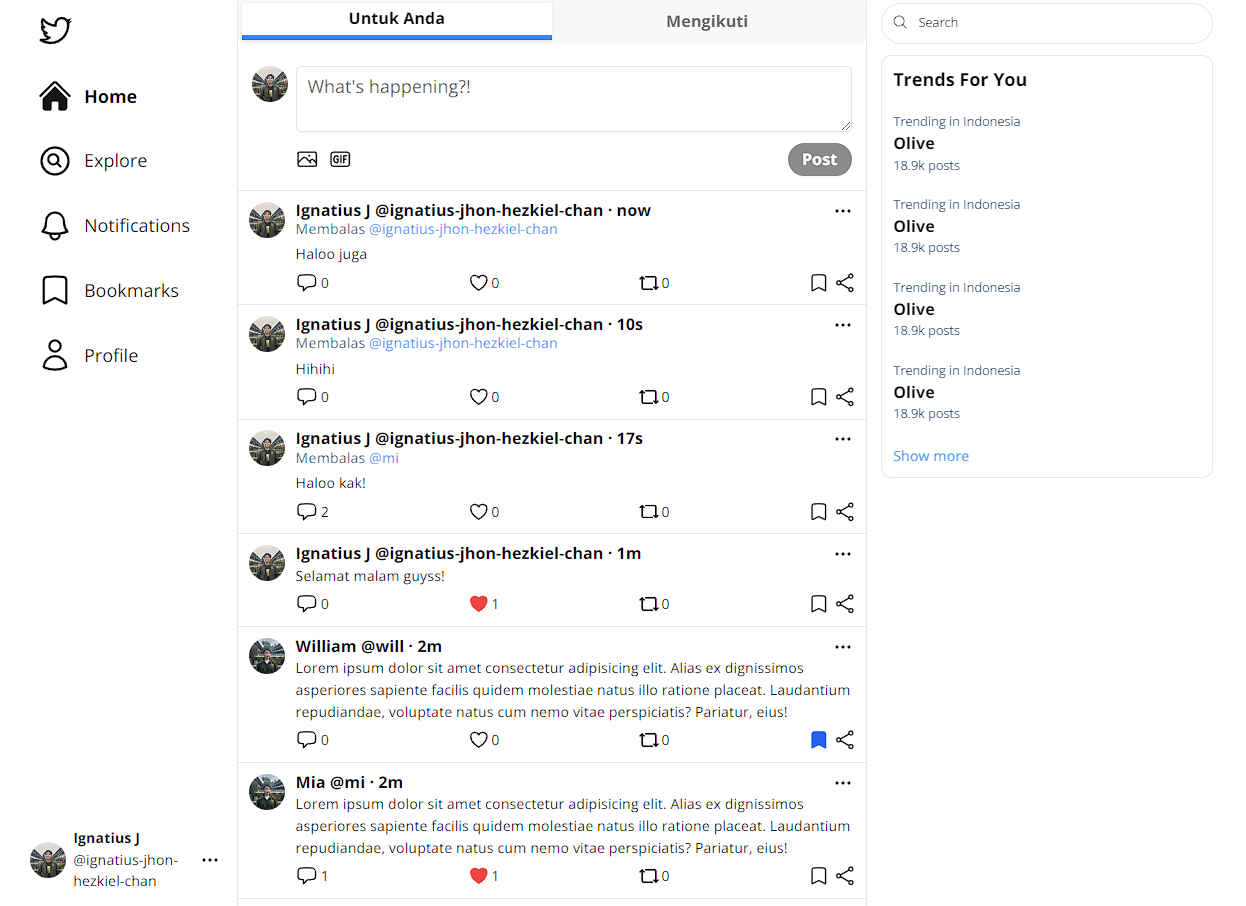 Home
Explore
Notifications
Bookmarks
Profile
Ignatius J
@ignatius-jhon-
hezkiel-chan
Untuk Anda
Mengikuti
What's happening?!
GIF
Post
Ignatius J @ignatius-jhon-hezkiel-chan · now
Membalas @ignatius-jhon-hezkiel-chan
Haloo juga
0 0 0
Ignatius J @ignatius-jhon-hezkiel-chan · 10s
Membalas @ignatius-jhon-hezkiel-chan
Hihihi
0 0 0
Ignatius J @ignatius-jhon-hezkiel-chan · 17s
Membalas @mi
Haloo kak!
2 0 0
Ignatius J @ignatius-jhon-hezkiel-chan · 1m
Selamat malam guyss!
0 1 0
William @will · 2m
Lorem ipsum dolor sit amet consectetur adipisicing elit. Alias ex dignissimos
asperiores sapiente facilis quidem molestiae natus illo ratione placeat. Laudantium
repudiandae, voluptate natus cum nemo vitae perspiciatis? Pariatur, eius!
0 0 0
Mia @mi · 2m
Lorem ipsum dolor sit amet consectetur adipisicing elit. Alias ex dignissimos
asperiores sapiente facilis quidem molestiae natus illo ratione placeat. Laudantium
repudiandae, voluptate natus cum nemo vitae perspiciatis? Pariatur, eius!
1 1 0
Search
Trends For You
Trending in Indonesia
Olive
18.9k posts
Trending in Indonesia
Olive
18.9k posts
Trending in Indonesia
Olive
18.9k posts
Trending in Indonesia
Olive
18.9k posts
Show more